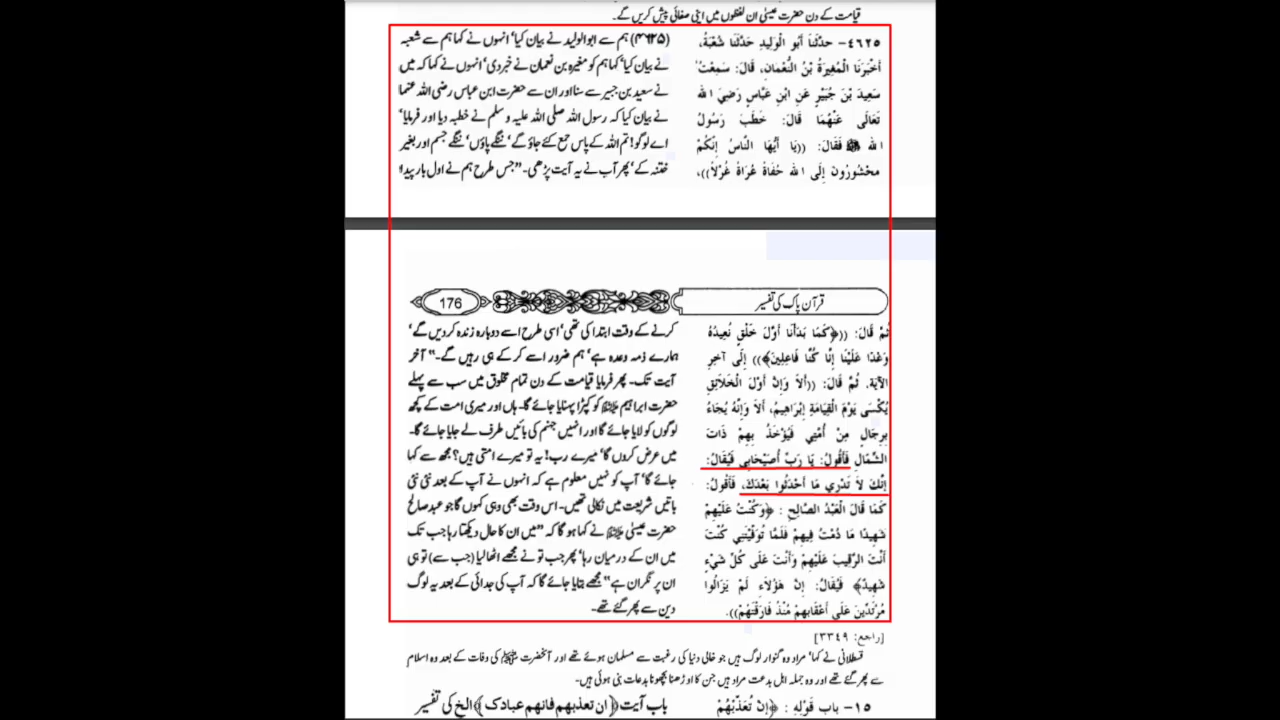 قیامت کے دن حضرت عیسیٰ ان لفظوں میں اپنی صفائی پیش کریں گے۔
٤٦٢٥- حدثنا أبو الوليد حدثنا شعبة،
أخبرنا المغيرة بن النعمان، قال: سمعت
سعيد بن جبير عن ابن عباس رضي الله
تعالى عنهما قال: خطب رسول
الله ﷺ فقال: ((يا أيها الناس إنكم
محشورون إلى الله حفاة عراة غرلا))،
(۴۶۲۵) ہم سے ابوالولید نے بیان کیا' انہوں نے کہا ہم سے شعبہ
نے بیان کیا' کہا ہم کو مغیرہ بن نعمان نے خبر دی' انہوں نے کہا کہ میں
نے سعید بن جبیر سے سنا اور ان سے حضرت ابن عباس رضی اللہ عنہما
نے بیان کیا کہ رسول اللہ صلی اللہ علیہ و سلم نے خطبہ دیا اور فرمایا'
اے لوگو! تم اللہ کے پاس جمع کئے جاؤ گے' ننگے پاؤں' ننگے جسم اور بغیر
ختنہ کے' پھر آپ نے یہ آیت پڑھی۔ "جس طرح ہم نے اول بار پیدا
قرآن پاک کی تفسیر
176
ثم قال: ((﴿كما بدأنا أول خلق نعيده
وعدا علينا إنا كنا فاعلين﴾)) إلى آخر
الآية. ثم قال: ((ألا وإن أول الخلائق
يكسى يوم القيامة إبراهيم، ألا وإنه يجاء
برجال من أمتي فيؤخذ بهم ذات
الشمال فأقول: يا رب أصيحابي فيقال:
إنك لا تدري ما أحدثوا بعدك، فأقول:
كما قال العبد الصالح: ﴿وكنت عليهم
شهيدا ما دمت فيهم فلما توفيتني كنت
أنت الرقيب عليهم وأنت على كل شيء
شهيد﴾ فيقال: إن هؤلاء لم يزالوا
مرتدين على أعقابهم منذ فارقتهم)).
[راجع: ٣٣٤٩]
کرنے کے وقت ابتدا کی تھی' اسی طرح اسے دوبارہ زندہ کر دیں گے'
ہمارے ذمہ وعدہ ہے' ہم ضرور اسے کر کے ہی رہیں گے۔" آخر
آیت تک۔ پھر فرمایا قیامت کے دن تمام مخلوق میں سب سے پہلے
حضرت ابراہیم علیہ السلام کو کپڑا پہنایا جائے گا۔ ہاں اور میری امت کے کچھ
لوگوں کو لایا جائے گا اور انہیں جہنم کی بائیں طرف لے جایا جائے گا۔
میں عرض کروں گا' میرے رب! یہ تو میرے امتی ہیں؟ مجھ سے کہا
جائے گا' آپ کو نہیں معلوم ہے کہ انہوں نے آپ کے بعد نئی نئی
باتیں شریعت میں نکالی تھیں۔ اس وقت بھی وہی کہوں گا جو عبد صالح
حضرت عیسیٰ علیہ السلام نے کہا ہو گا کہ "میں ان کا حال دیکھتا رہا جب تک
میں ان کے درمیان رہا' پھر جب تو نے مجھے اٹھا لیا (جب سے) تو ہی
ان پر نگران ہے" مجھے بتایا جائے گا کہ آپ کی جدائی کے بعد یہ لوگ
دین سے پھر گئے تھے۔
قسطلانی نے کہا' مراد وہ گنوار لوگ ہیں جو خالی دنیا کی رغبت سے مسلمان ہوئے تھے اور آنحضرت ﷺ کی وفات کے بعد وہ اسلام
سے پھر گئے تھے اور وہ جملہ اہل بدعت مراد ہیں جن کا اوڑھنا بچھونا بدعات بنی ہوئی ہیں۔
١٥- باب قوله: ﴿إن تعذبهم
باب آیت ﴿ان تعذبهم فانهم عبادک﴾ الخ کی تفسیر